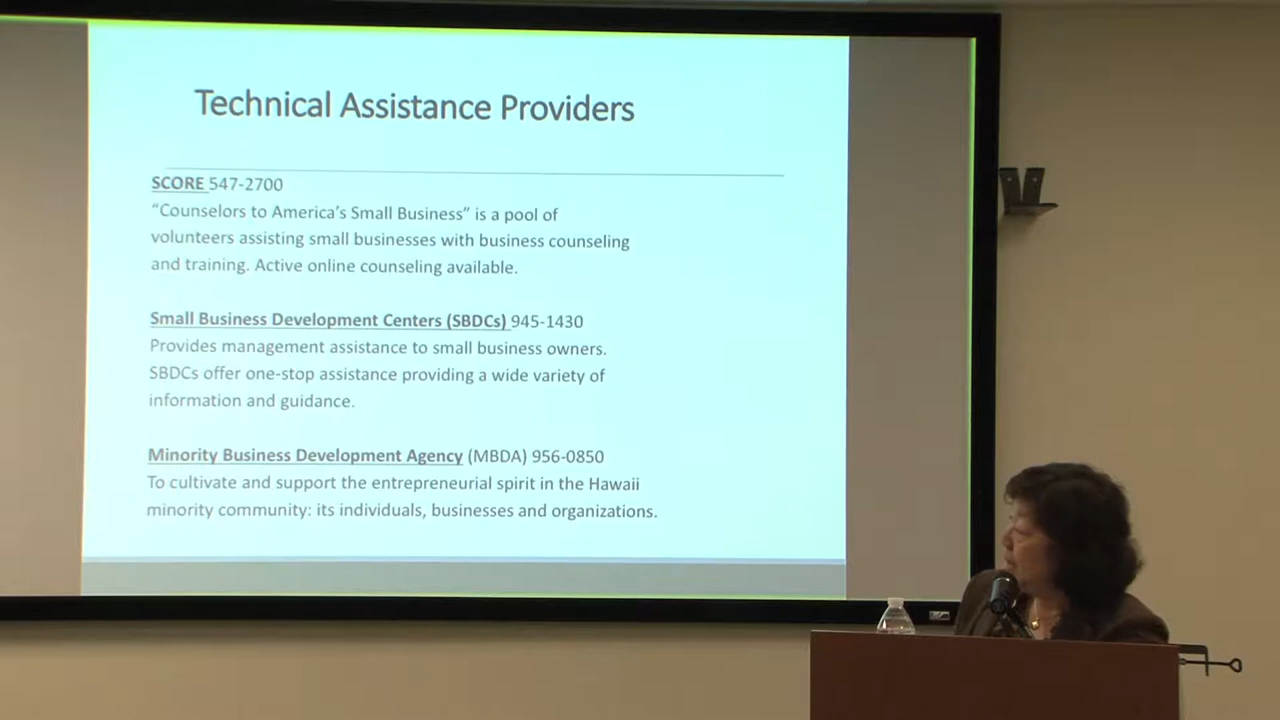 Technical Assistance Providers
SCORE 547-2700
“Counselors to America’s Small Business” is a pool of
volunteers assisting small businesses with business counseling
and training. Active online counseling available.
Small Business Development Centers (SBDCs) 945-1430
Provides management assistance to small business owners.
SBDCs offer one-stop assistance providing a wide variety of
information and guidance.
Minority Business Development Agency (MBDA) 956-0850
To cultivate and support the entrepreneurial spirit in the Hawaii
minority community: its individuals, businesses and organizations.